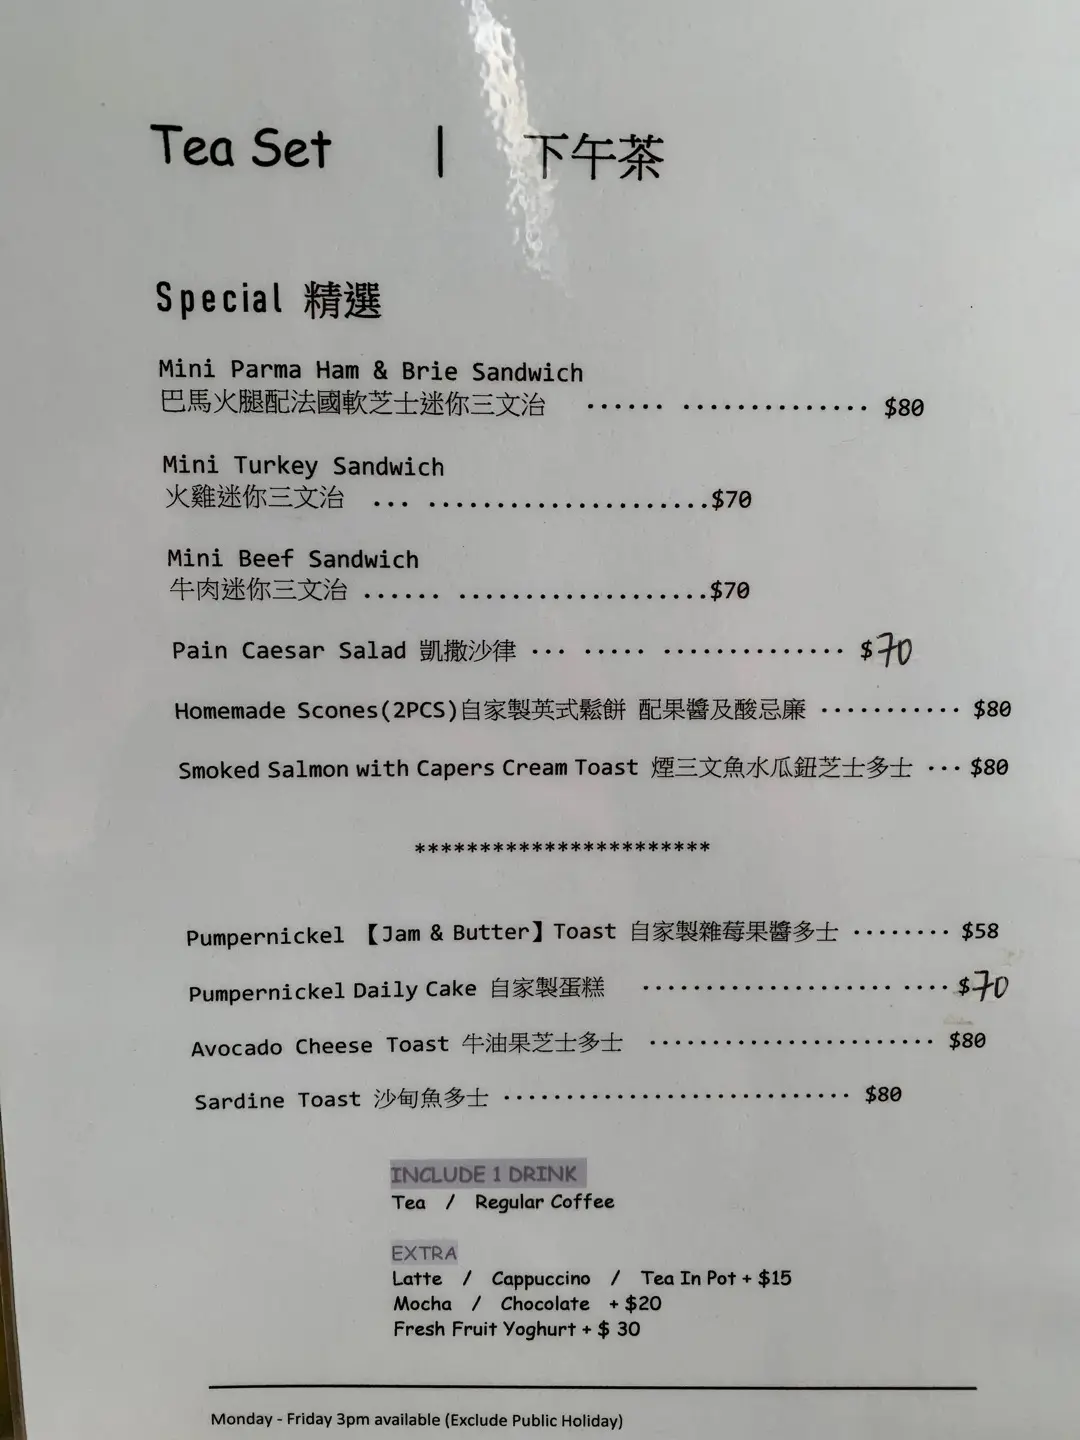 Tea Set | 下午茶
Special 精選
Mini Parma Ham & Brie Sandwich
巴馬火腿配法國軟芝士迷你三文治 ...... ............... $80
Mini Turkey Sandwich
火雞迷你三文治 ... ......................$70
Mini Beef Sandwich
牛肉迷你三文治 ...... ....................$70
Pain Caesar Salad 凱撒沙律 ... ..... .............. $70
Homemade Scones(2PCS)自家製英式鬆餅 配果醬及酸忌廉 ........... $80
Smoked Salmon with Capers Cream Toast 煙三文魚水瓜鈕芝士多士 ... $80
***********************
Pumpernickel 【Jam & Butter】Toast 自家製雜莓果醬多士 ........ $58
Pumpernickel Daily Cake 自家製蛋糕 .................... .... $70
Avocado Cheese Toast 牛油果芝士多士 ....................... $80
Sardine Toast 沙甸魚多士 ............................ $80
INCLUDE 1 DRINK
Tea / Regular Coffee
EXTRA
Latte / Cappuccino / Tea In Pot + $15
Mocha / Chocolate + $20
Fresh Fruit Yoghurt + $ 30
Monday - Friday 3pm available (Exclude Public Holiday)